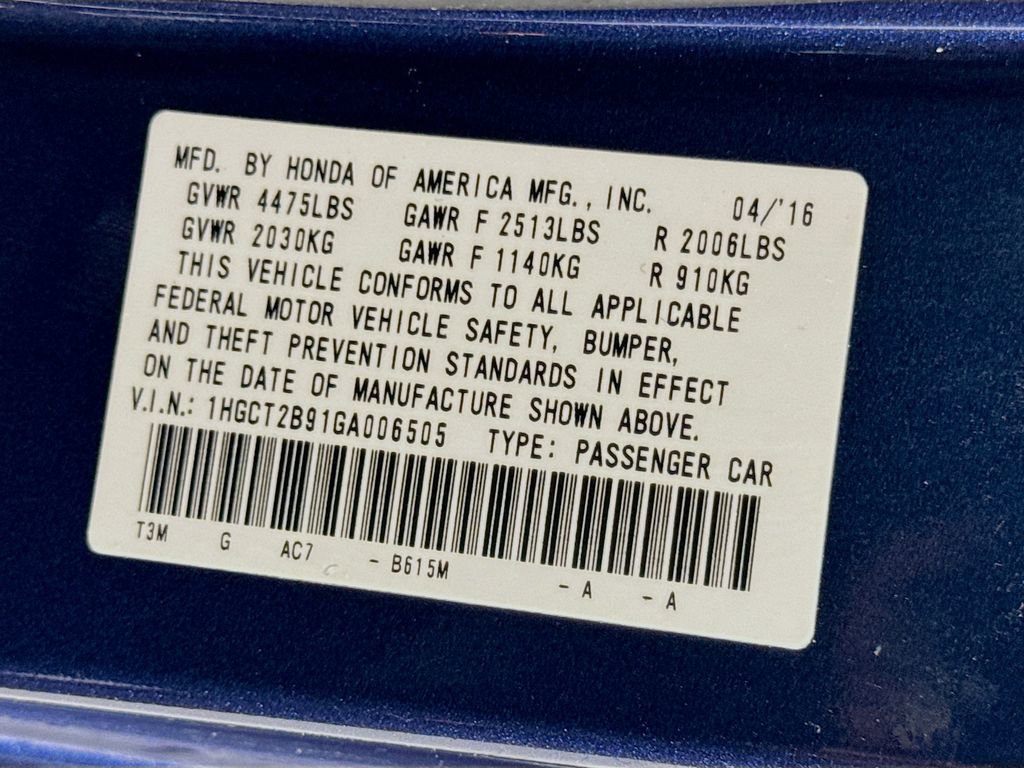 MFD. BY HONDA OF AMERICA MFG., INC. 04/'16
GVWR 4475LBS GAWR F 2513LBS R 2006LBS
GVWR 2030KG GAWR F 1140KG R 910KG
THIS VEHICLE CONFORMS TO ALL APPLICABLE
FEDERAL MOTOR VEHICLE SAFETY, BUMPER,
AND THEFT PREVENTION STANDARDS IN EFFECT
ON THE DATE OF MANUFACTURE SHOWN ABOVE.
V.I.N.: 1HGCT2B91GA006505 TYPE: PASSENGER CAR
T3M G AC7 - B615M - A - A